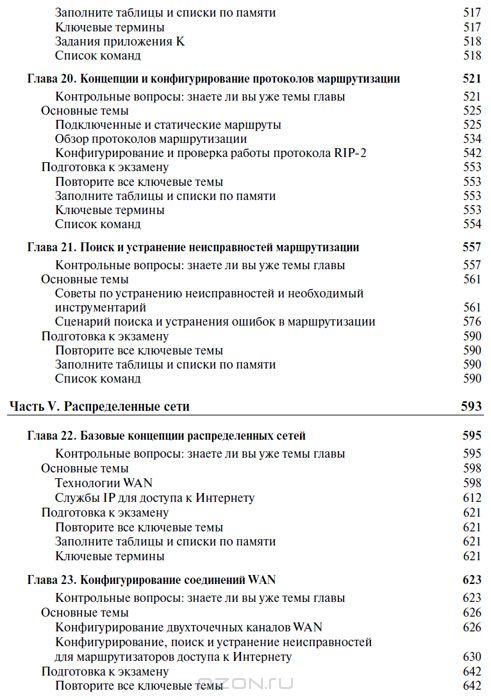 Заполните таблицы и списки по памяти 517
Ключевые термины 517
Задания приложения K 518
Список команд 518
Глава 20. Концепции и конфигурирование протоколов маршрутизации 521
Контрольные вопросы: знаете ли вы уже темы главы 521
Основные темы 525
Подключенные и статические маршруты 525
Обзор протоколов маршрутизации 534
Конфигурирование и проверка работы протокола RIP-2 542
Подготовка к экзамену 553
Повторите все ключевые темы 553
Заполните таблицы и списки по памяти 553
Ключевые термины 553
Список команд 554
Глава 21. Поиск и устранение неисправностей маршрутизации 557
Контрольные вопросы: знаете ли вы уже темы главы 557
Основные темы 561
Советы по устранению неисправностей и необходимый
инструментарий 561
Сценарий поиска и устранения ошибок в маршрутизации 576
Подготовка к экзамену 590
Повторите все ключевые темы 590
Заполните таблицы и списки по памяти 590
Список команд 590
Часть V. Распределенные сети 593
Глава 22. Базовые концепции распределенных сетей 595
Контрольные вопросы: знаете ли вы уже темы главы 595
Основные темы 598
Технологии WAN 598
Службы IP для доступа к Интернету 612
Подготовка к экзамену 621
Повторите все ключевые темы 621
Заполните таблицы и списки по памяти 621
Ключевые термины 621
Глава 23. Конфигурирование соединений WAN 623
Контрольные вопросы: знаете ли вы уже темы главы 623
Основные темы 626
Конфигурирование двухточечных каналов WAN 626
Конфигурирование, поиск и устранение неисправностей
для маршрутизаторов доступа к Интернету 630
Подготовка к экзамену 642
Повторите все ключевые темы 642
ozon.ru